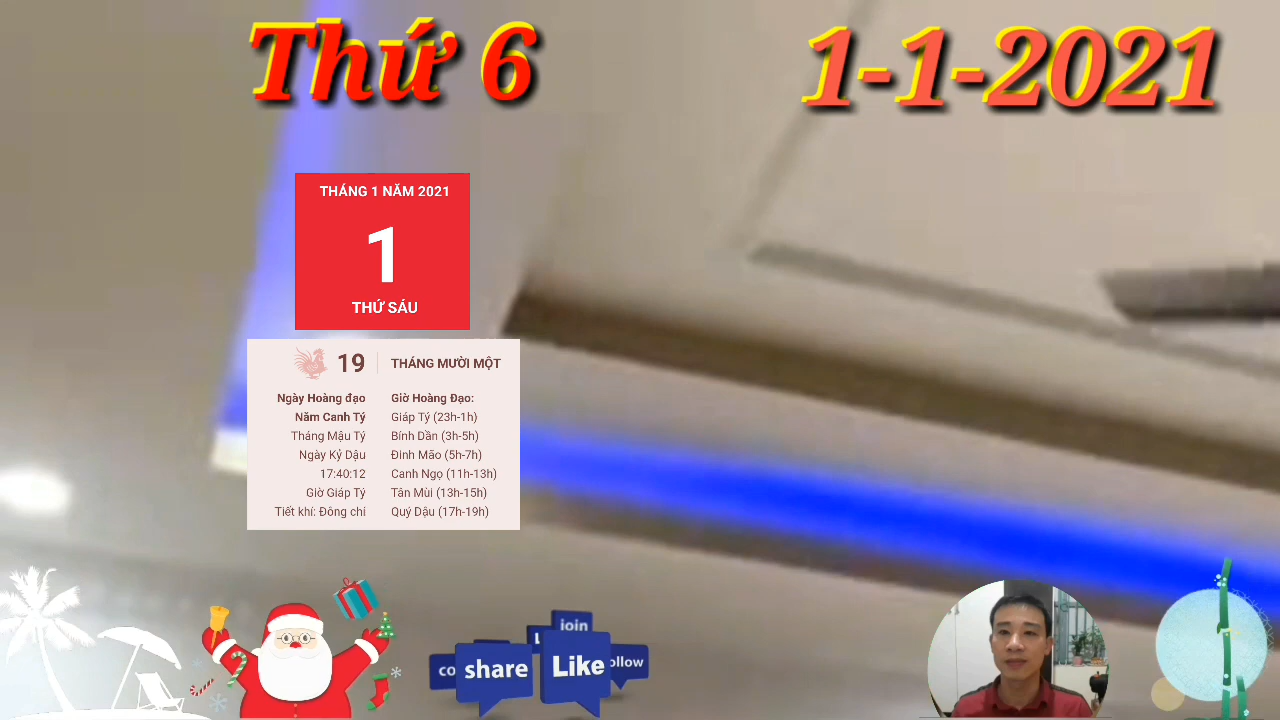 Thứ 6
1-1-2021
THÁNG 1 NĂM 2021
1
THỨ SÁU
19
THÁNG MƯỜI MỘT
Ngày Hoàng đạo
Năm Canh Tý
Tháng Mậu Tý
Ngày Kỷ Dậu
17:40:12
Giờ Giáp Tý
Tiết khí: Đông chí
Giờ Hoàng Đạo:
Giáp Tý (23h-1h)
Bính Dần (3h-5h)
Đinh Mão (5h-7h)
Canh Ngọ (11h-13h)
Tân Mùi (13h-15h)
Quý Dậu (17h-19h)
join
share
Like